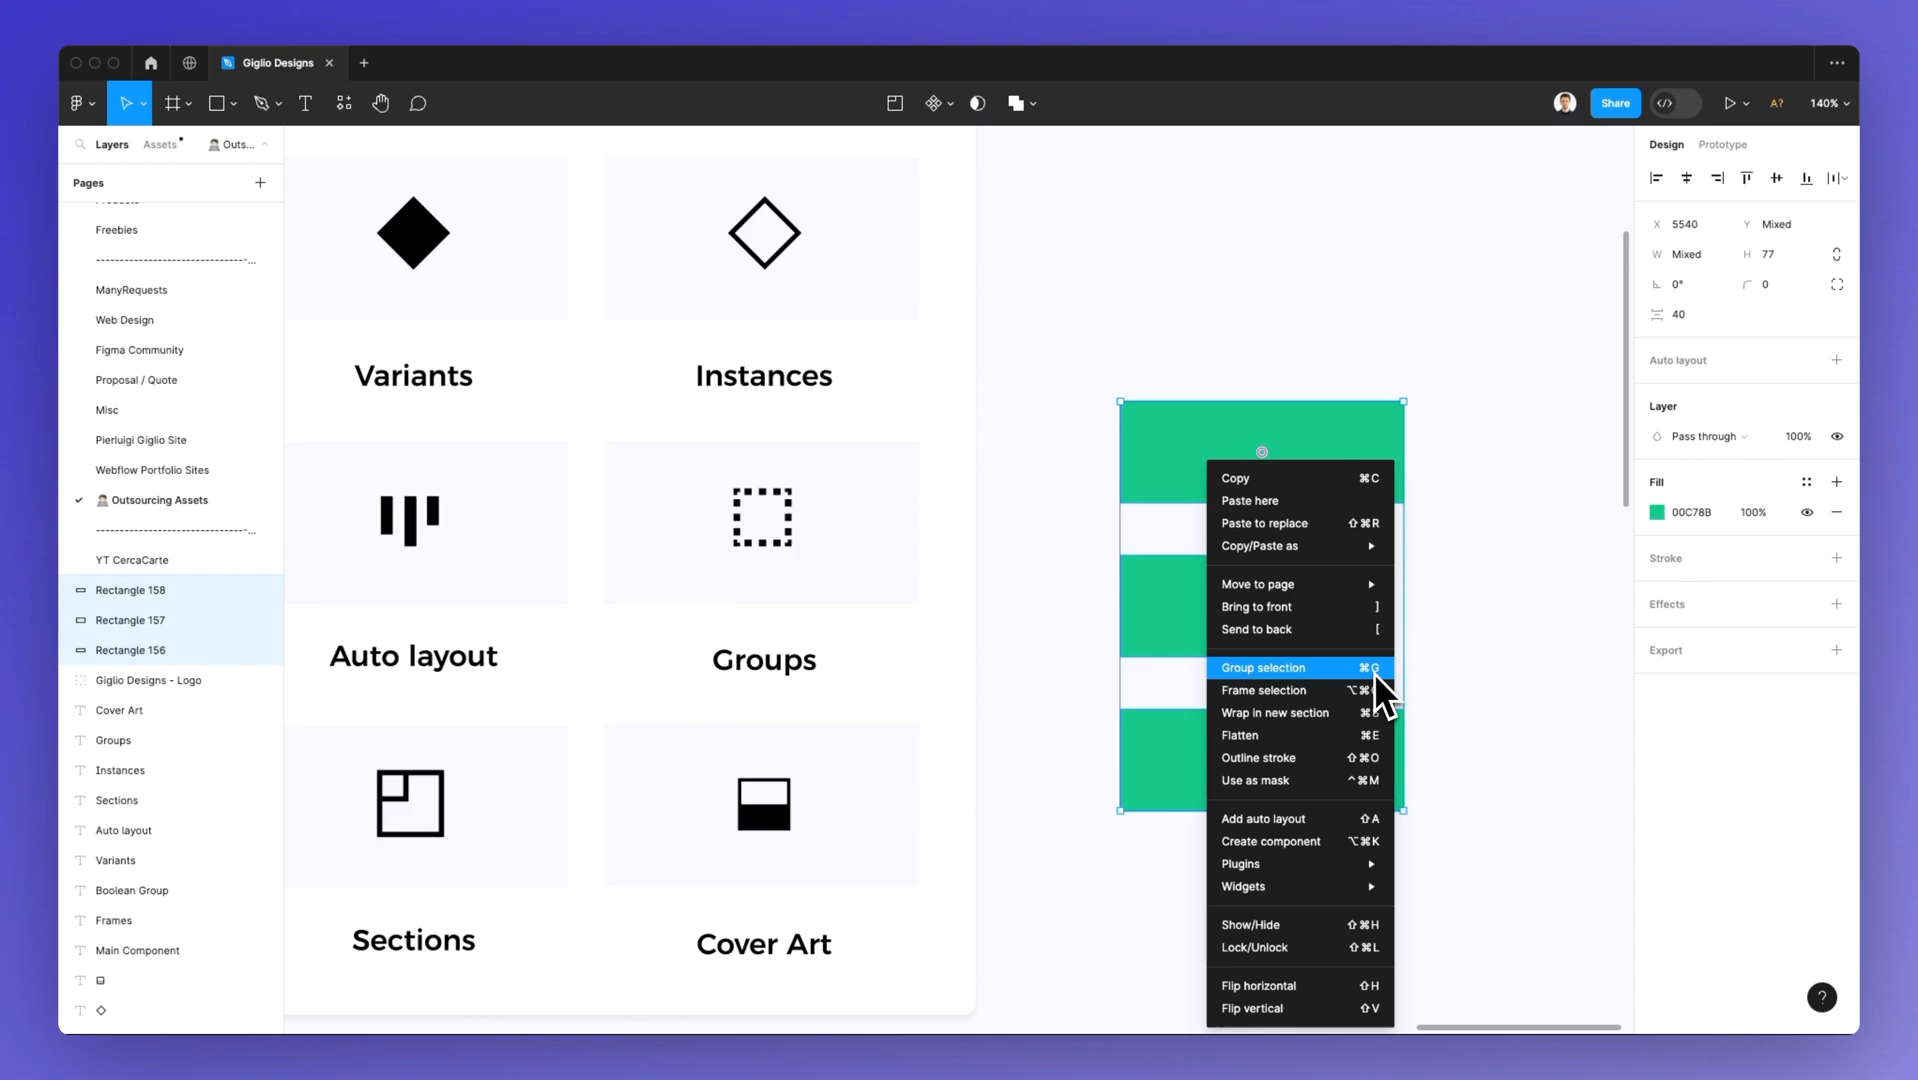 Giglio Designs
Share
A?
140%
Layers
Assets
Outs...
Pages
Freebies
--------------------------------...
ManyRequests
Web Design
Figma Community
Proposal / Quote
Misc
Pierluigi Giglio Site
Webflow Portfolio Sites
Outsourcing Assets
--------------------------------...
YT CercaCarte
Rectangle 158
Rectangle 157
Rectangle 156
Giglio Designs - Logo
Cover Art
Groups
Instances
Sections
Auto layout
Variants
Boolean Group
Frames
Main Component
Variants
Instances
Auto layout
Groups
Sections
Cover Art
Copy ⌘C
Paste here
Paste to replace ⇧⌘R
Copy/Paste as
Move to page
Bring to front ]
Send to back [
Group selection ⌘G
Frame selection ⌥⌘
Wrap in new section ⌘
Flatten ⌘E
Outline stroke ⇧⌘O
Use as mask ^⌘M
Add auto layout ⇧A
Create component ⌥⌘K
Plugins
Widgets
Show/Hide ⇧⌘H
Lock/Unlock ⇧⌘L
Flip horizontal ⇧H
Flip vertical ⇧V
Design
Prototype
X 5540 Y Mixed
W Mixed H 77
0° 0
40
Auto layout
Layer
Pass through 100%
Fill
00C78B 100%
Stroke
Effects
Export
?